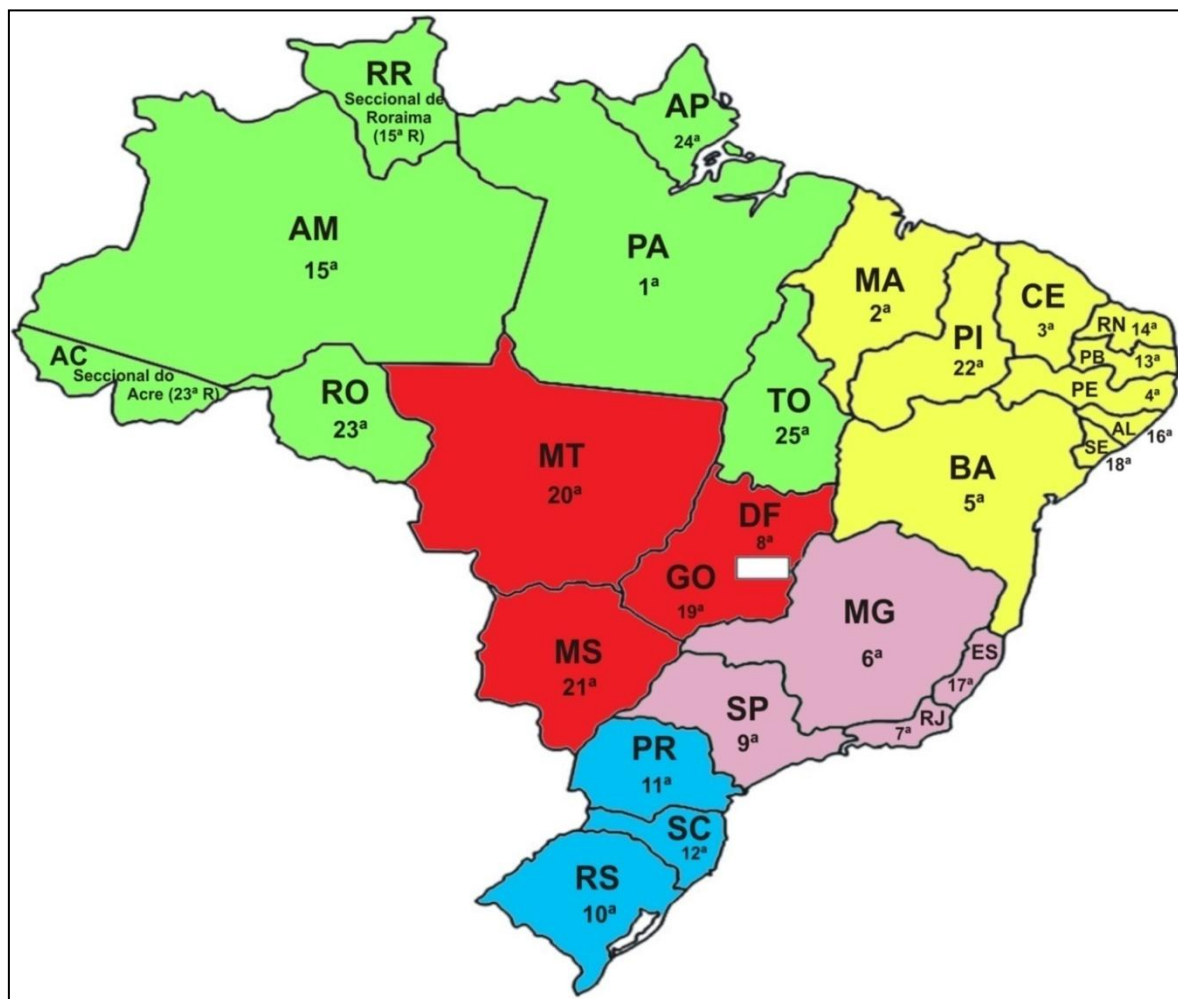 RR
Seccional de
Roraima
(15ª R)
AP
24ª
AM
15ª
PA
1ª
MA
2ª
PI
22ª
CE
3ª
RN 14ª
PB 13ª
PE 4ª
AL
16ª
SE
18ª
AC
Seccional do
Acre (23ª R)
RO
23ª
TO
25ª
MT
20ª
BA
5ª
DF
8ª
GO
19ª
MS
21ª
MG
6ª
ES
17ª
SP
9ª
RJ
7ª
PR
11ª
SC
12ª
RS
10ª